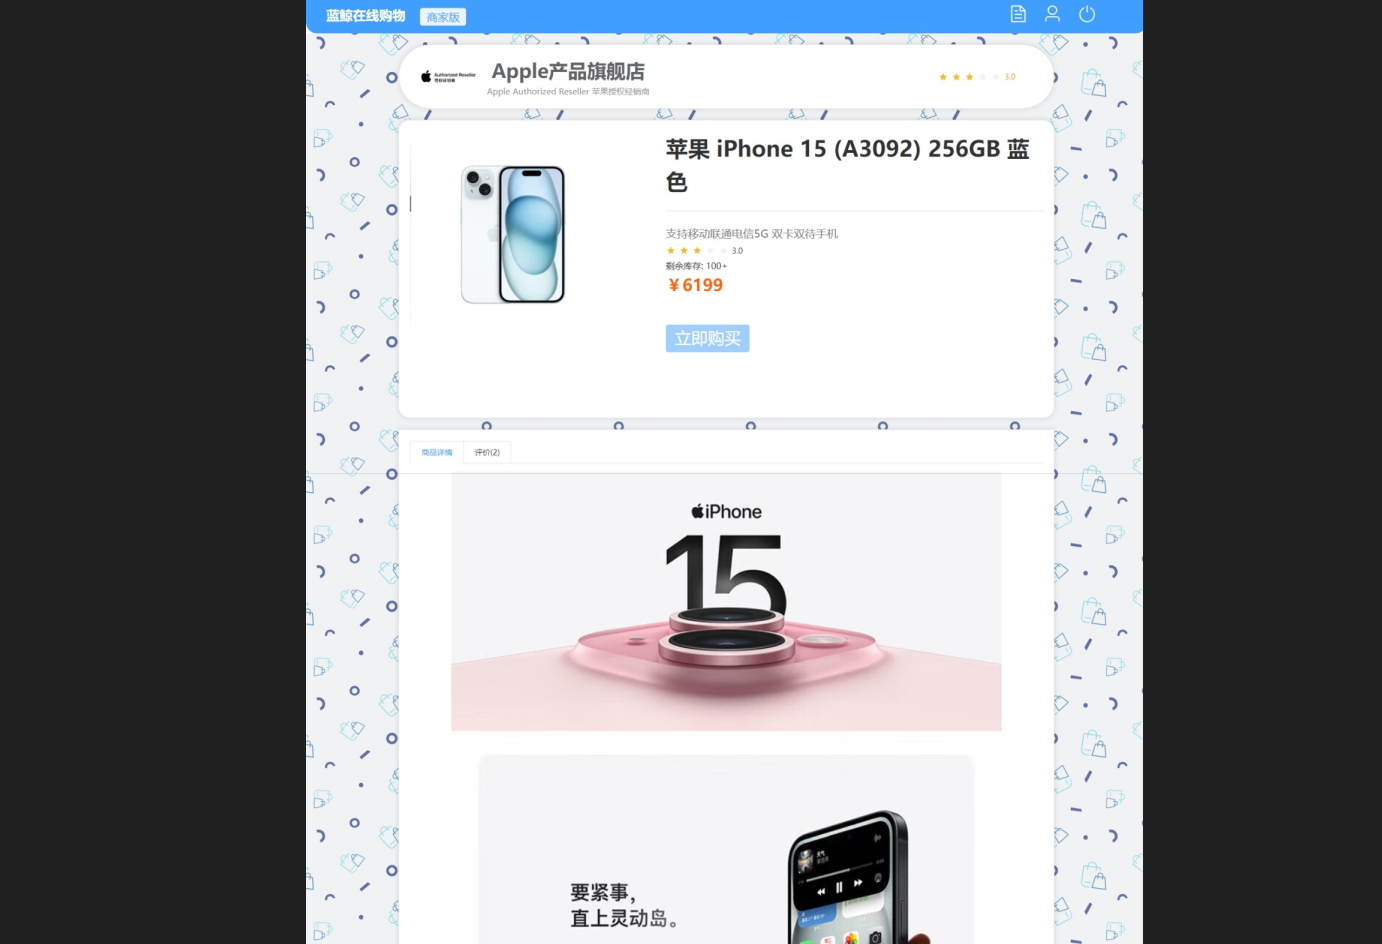 蓝鲸在线购物 商家版
Authorized Reseller
授权经销商
Apple产品旗舰店
Apple Authorized Reseller 苹果授权经销商
3.0
苹果 iPhone 15 (A3092) 256GB 蓝
色
支持移动联通电信5G 双卡双待手机
3.0
剩余库存: 100+
¥6199
立即购买
商品详情 评价(2)
iPhone
15
要紧事，
直上灵动岛。